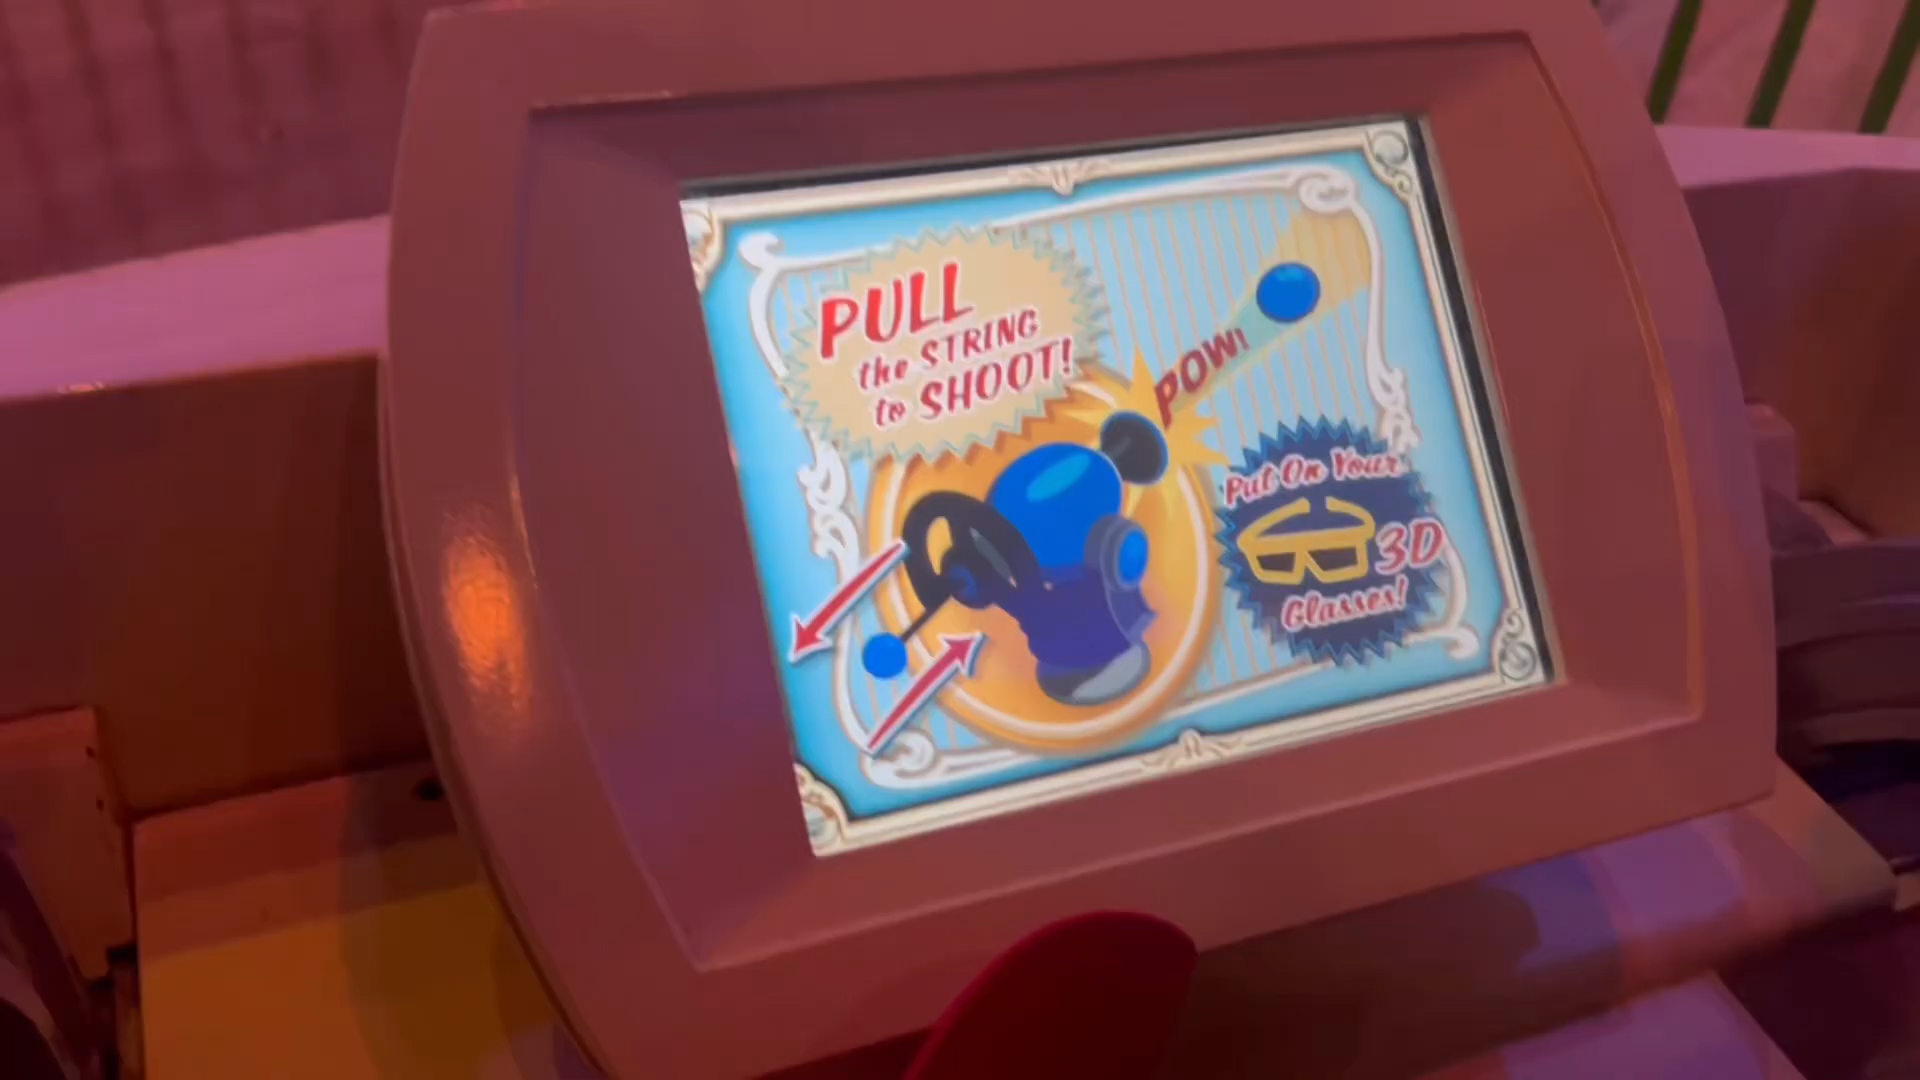 PULL
the STRING
to SHOOT!
POW!
Put On Your
3D
Glasses!